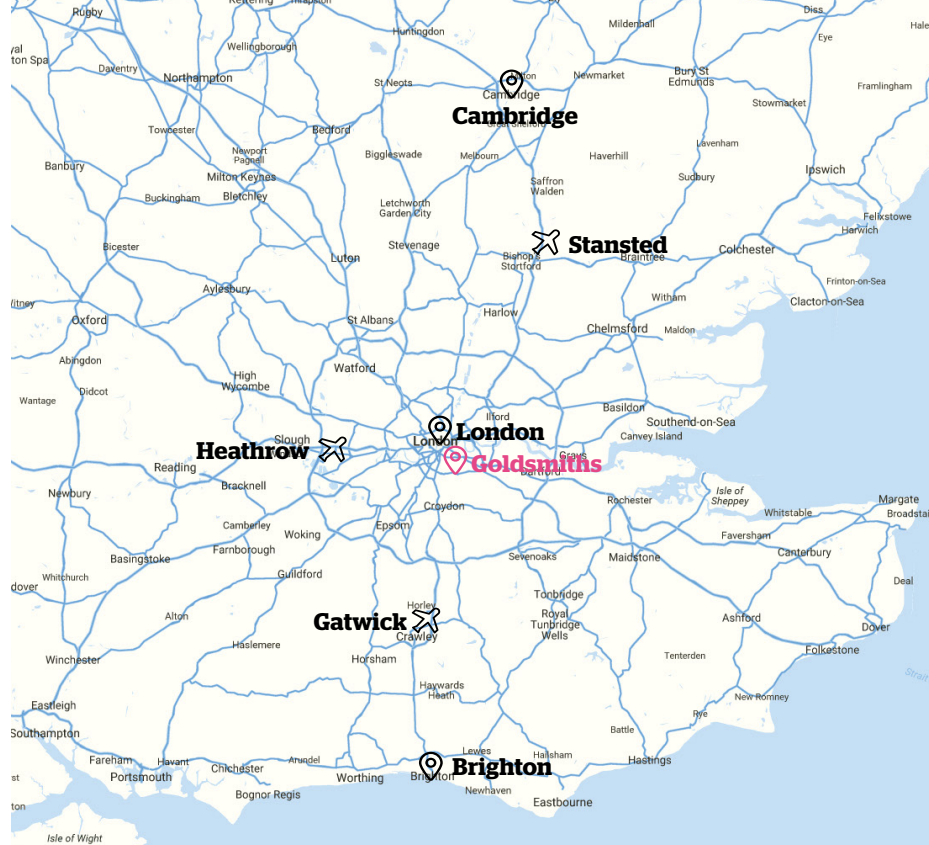 Rugby
Huntingdon
Mildenhall
Diss
Eye
Wellingborough
Daventry
Northampton
St Neots
Newmarket
Bury St
Edmunds
Framlingham
Cambridge
Cambridge
Stowmarket
Towcester
Bedford
Lavenham
Newport
Pagnell
Biggleswade
Melbourn
Haverhill
Banbury
Milton Keynes
Saffron
Walden
Sudbury
Ipswich
Buckingham
Bletchley
Letchworth
Garden City
Felixstowe
Harwich
Bicester
Stevenage
Stansted
Colchester
Luton
Bishop's
Stortford
Braintree
Frinton-on-Sea
Aylesbury
Witham
Clacton-on-Sea
Oxford
St Albans
Harlow
Chelmsford
Maldon
Abingdon
Watford
High
Wycombe
Didcot
Wantage
Basildon
Ilford
Southend-on-Sea
London
London
Canvey Island
Slough
Heathrow
Grays
Goldsmiths
Dartford
Reading
Bracknell
Newbury
Isle of
Sheppey
Rochester
Margate
Croydon
Whitstable
Broadstai
Camberley
Epsom
Woking
Faversham
Farnborough
Canterbury
Basingstoke
Sevenoaks
Maidstone
Guildford
Whitchurch
dover
Deal
Tonbridge
Horley
Alton
Royal
Tunbridge
Wells
Ashford
Gatwick
Dover
Crawley
Haslemere
Folkestone
Winchester
Horsham
Tenterden
Strait
Haywards
Heath
New Romney
Eastleigh
Rye
Southampton
Battle
Lewes
Hailsham
Fareham
Havant
Arundel
Hastings
Chichester
Brighton
Brighton
Portsmouth
Worthing
Newhaven
Bognor Regis
Eastbourne
Isle of Wight